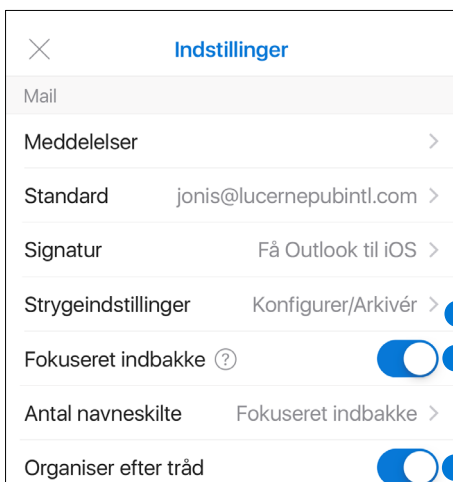 Indstillinger
Mail
Meddelelser
Standard jonis@lucernepubintl.com
Signatur Få Outlook til iOS
Strygeindstillinger Konfigurer/Arkivér
Fokuseret indbakke ?
Antal navneskilte Fokuseret indbakke
Organiser efter tråd